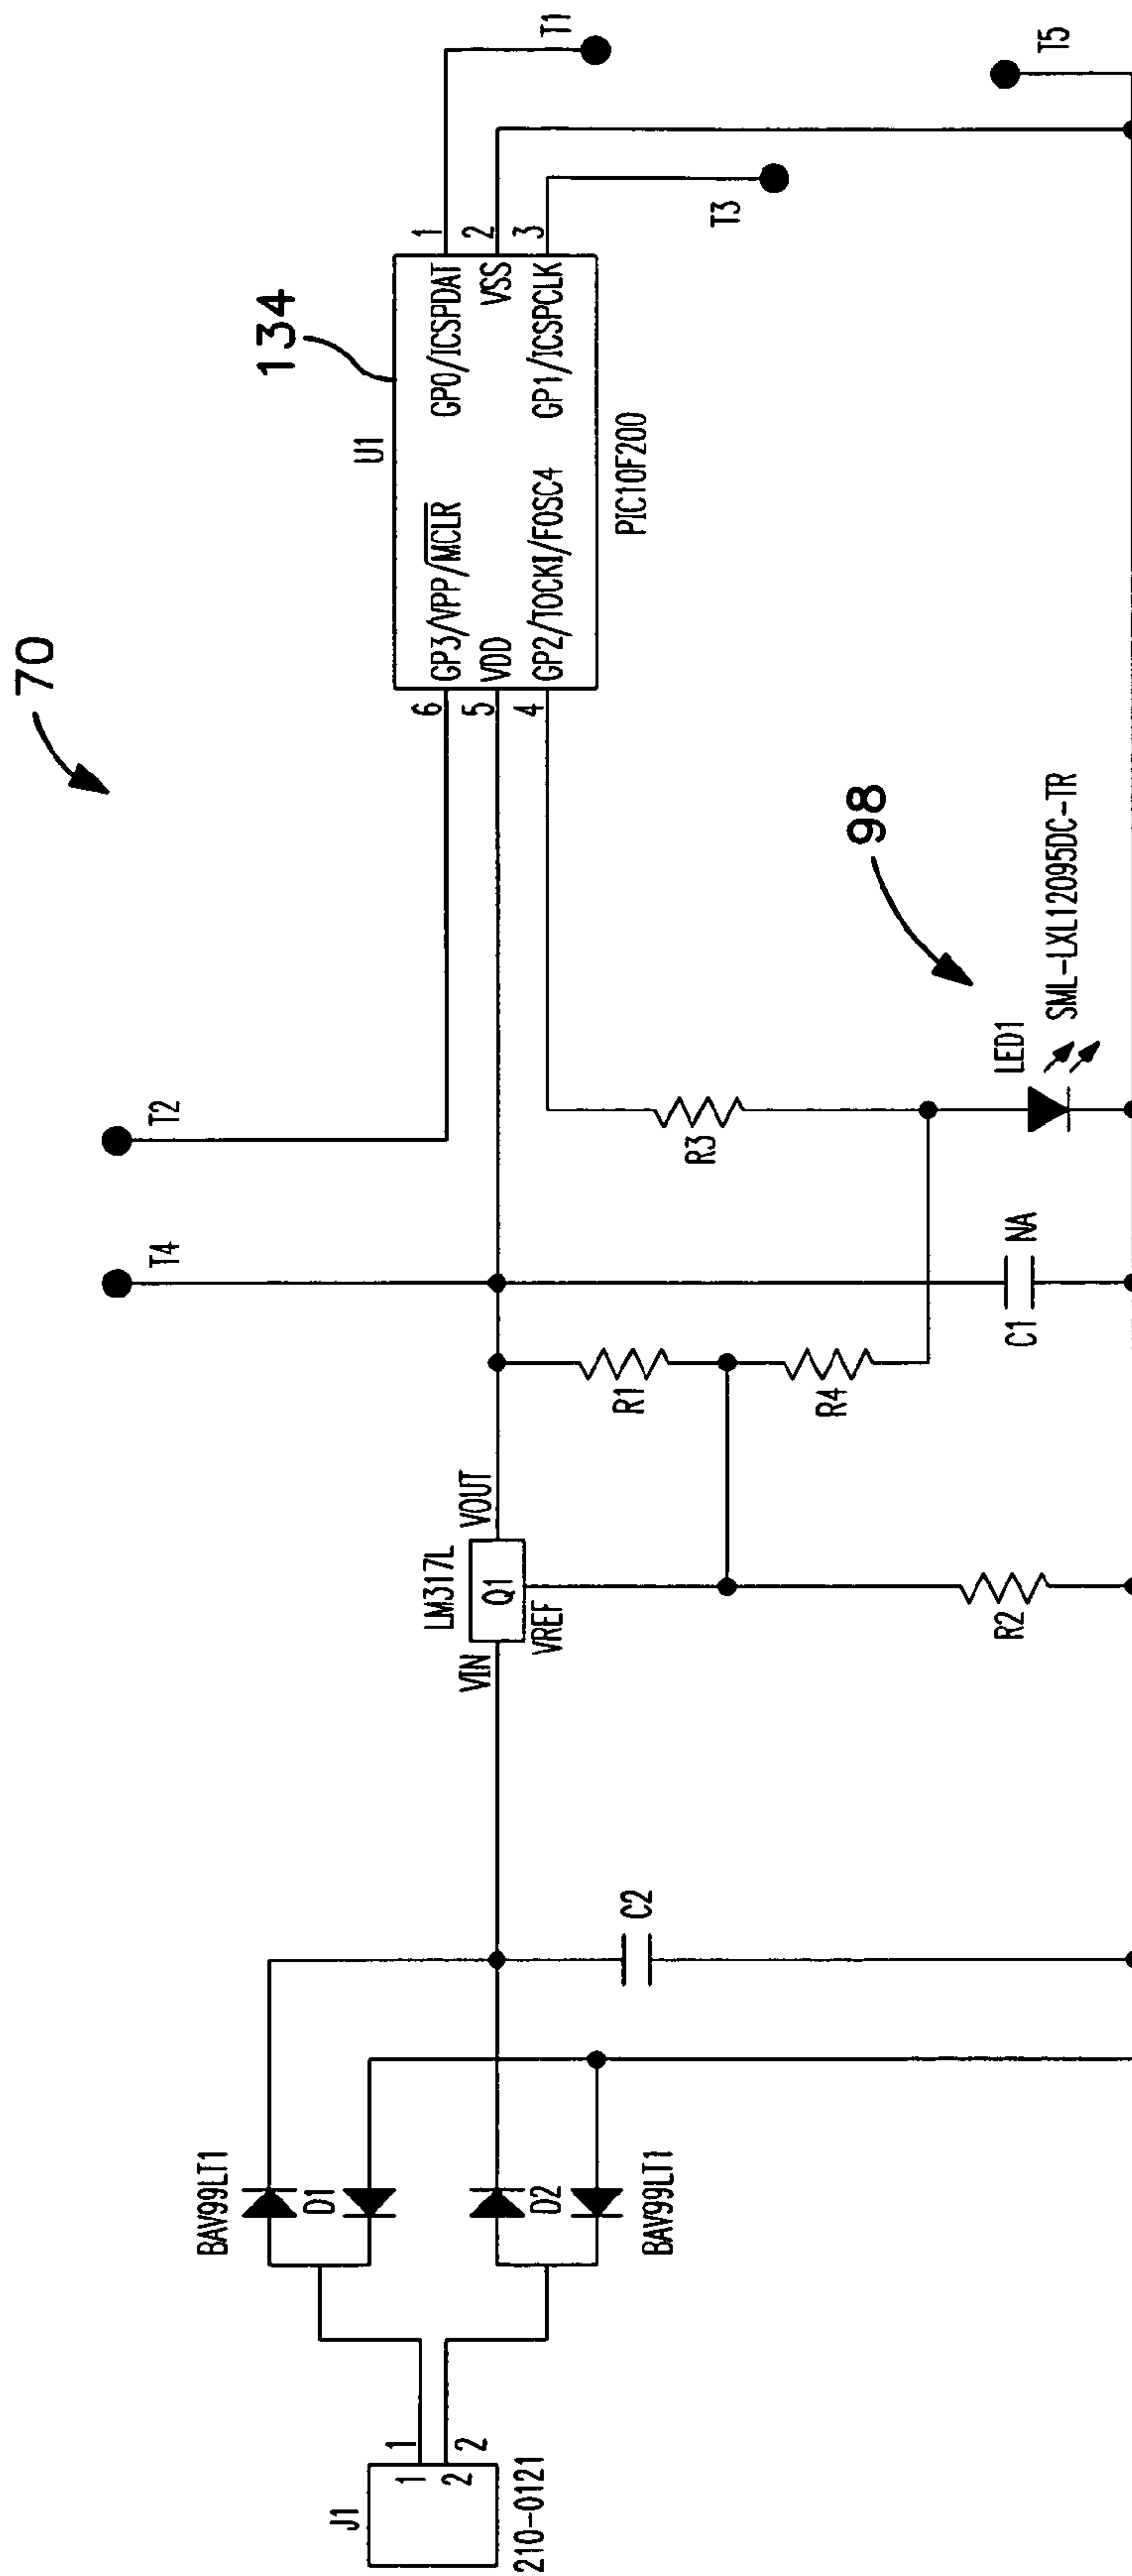 70
134
U1
6
GP3/VPP/MCLR
GP0/ICSPDAT
1
5
VDD
VSS
2
4
GP2/TOCKI/FOSC4
GP1/ICSPCLK
3
PIC10F200
T1
T2
T3
T4
T5
98
LED1
SML-LXL12095DC-TR
R3
C1
NA
R1
R4
LM317L
VIN
Q1
VOUT
VREF
R2
C2
BAV99LT1
D1
D2
BAV99LT1
J1
1
1
2
2
210-0121